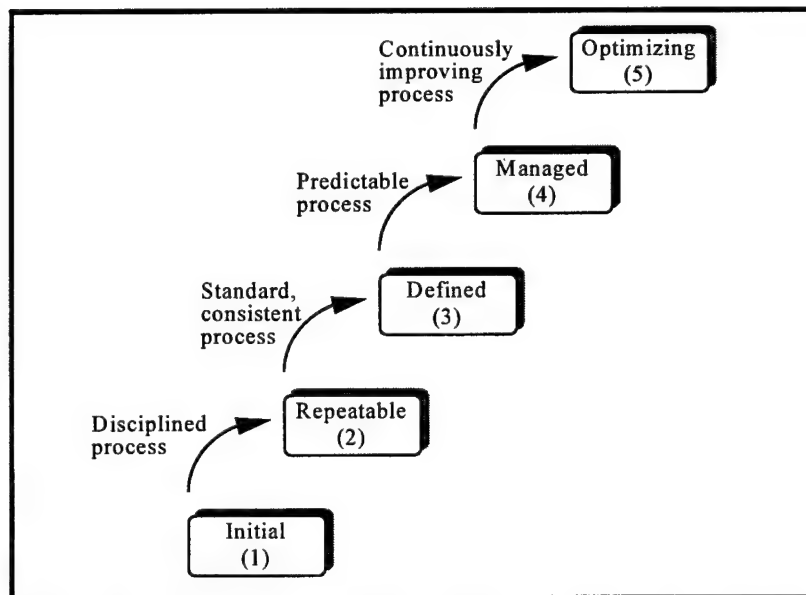 Continuously
improving
process
Optimizing
(5)
Predictable
process
Managed
(4)
Standard,
consistent
process
Defined
(3)
Disciplined
process
Repeatable
(2)
Initial
(1)